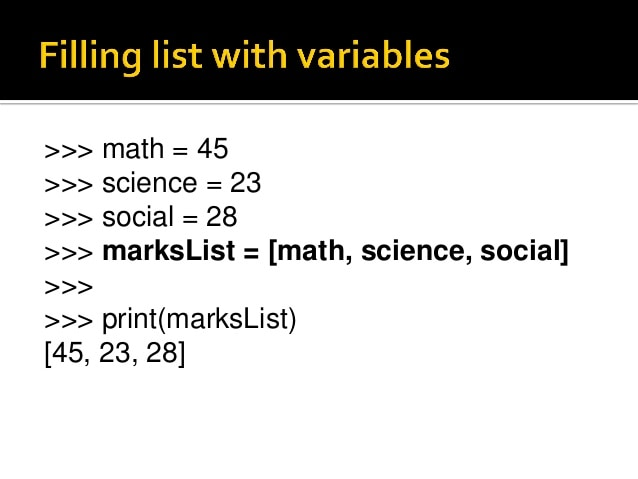 Filling list with variables
>>> math = 45
>>> science = 23
>>> social = 28
>>> marksList = [math, science, social]
>>>
>>> print(marksList)
[45, 23, 28]